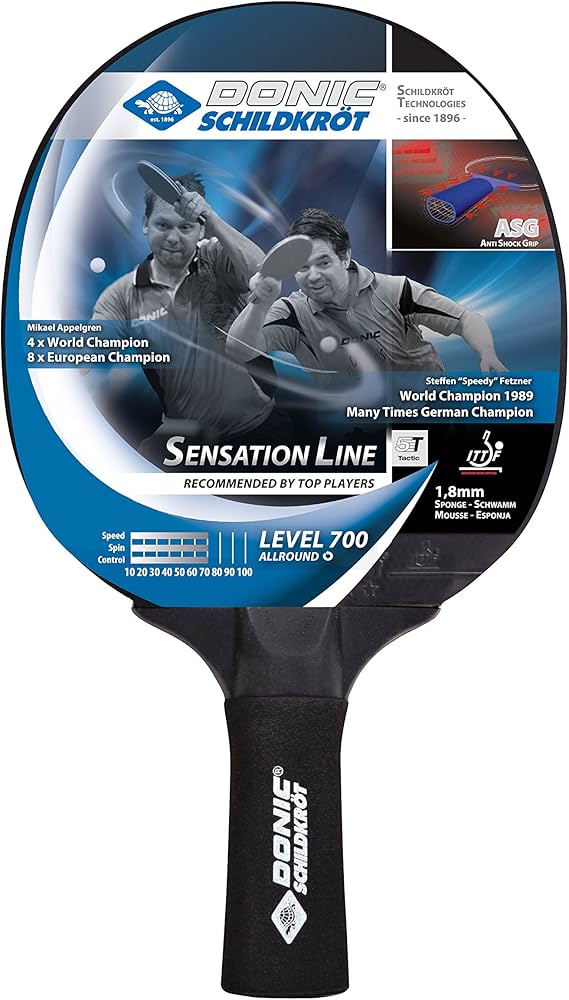 DONIC®
SCHILDKRÖT
est. 1896
SCHILDKRÖT
TECHNOLOGIES
- since 1896 -
ASG
ANTI SHOCK GRIP
DONIC
DONIC
Mikael Appelgren
4 x World Champion
8 x European Champion
Steffen "Speedy" Fetzner
World Champion 1989
Many Times German Champion
SENSATION LINE
RECOMMENDED BY TOP PLAYERS
5T
Tactic
ITTF
1,8mm
SPONGE - SCHWAMM
MOUSSE - ESPONJA
Speed
Spin
Control
10 20 30 40 50 60 70 80 90 100
LEVEL 700
ALLROUND
DONIC®
SCHILDKRÖT